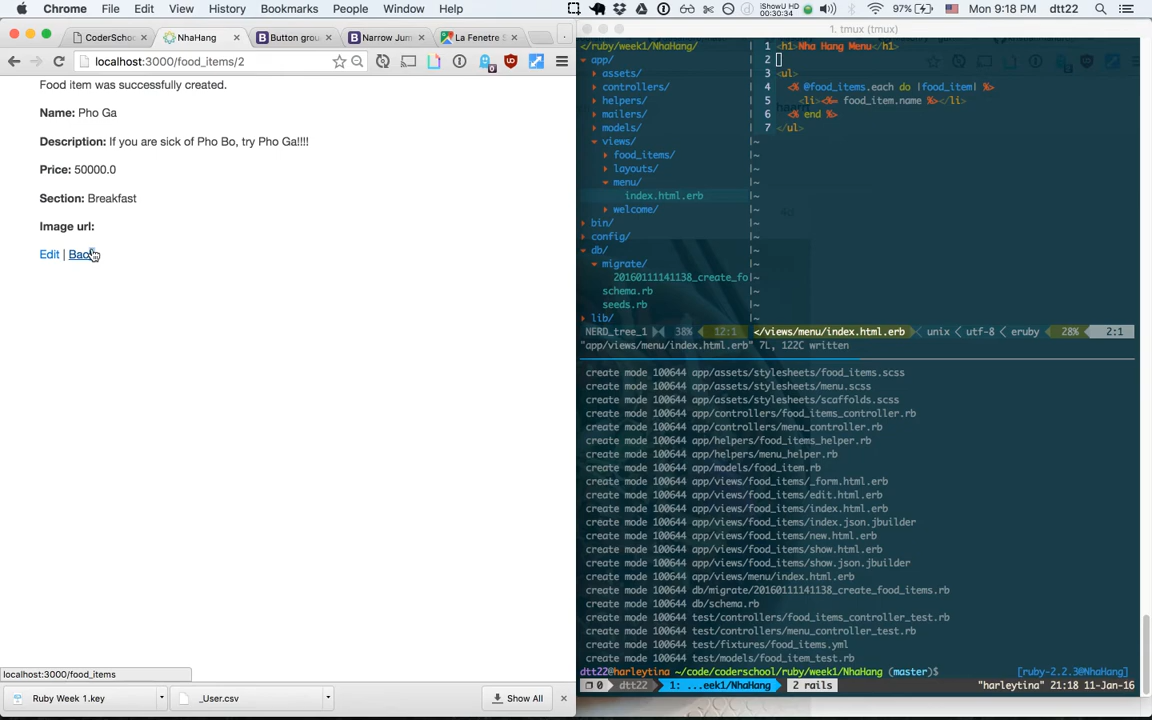 Chrome File Edit View History Bookmarks People Window Help
iShowU HD 00:30:34 97% Mon 9:18 PM dtt22
CoderSchoo NhaHang Button grou Narrow Jum La Fenetre S
localhost:3000/food_items/2
Food item was successfully created.
Name: Pho Ga
Description: If you are sick of Pho Bo, try Pho Ga!!!!
Price: 50000.0
Section: Breakfast
Image url:
Edit | Back
localhost:3000/food_items
Ruby Week 1.key _User.csv Show All
1. tmux (tmux)
</ruby/week1/NhaHang/
app/
assets/
controllers/
helpers/
mailers/
models/
views/
food_items/
layouts/
menu/
index.html.erb
welcome/
bin/
config/
db/
migrate/
20160111141138_create_fo
schema.rb
seeds.rb
lib/
1 <h1>Nha Hang Menu</h1>
2
3 <ul>
4 <% @food_items.each do |food_item| %>
5 <li><%= food_item.name %></li>
6 <% end %>
7 </ul>
NERD_tree_1 38% 12:1 </views/menu/index.html.erb unix < utf-8 < eruby 28% 2:1
"app/views/menu/index.html.erb" 7L, 122C written
create mode 100644 app/assets/stylesheets/food_items.scss
create mode 100644 app/assets/stylesheets/menu.scss
create mode 100644 app/assets/stylesheets/scaffolds.scss
create mode 100644 app/controllers/food_items_controller.rb
create mode 100644 app/controllers/menu_controller.rb
create mode 100644 app/helpers/food_items_helper.rb
create mode 100644 app/helpers/menu_helper.rb
create mode 100644 app/models/food_item.rb
create mode 100644 app/views/food_items/_form.html.erb
create mode 100644 app/views/food_items/edit.html.erb
create mode 100644 app/views/food_items/index.html.erb
create mode 100644 app/views/food_items/index.json.jbuilder
create mode 100644 app/views/food_items/new.html.erb
create mode 100644 app/views/food_items/show.html.erb
create mode 100644 app/views/food_items/show.json.jbuilder
create mode 100644 app/views/menu/index.html.erb
create mode 100644 db/migrate/20160111141138_create_food_items.rb
create mode 100644 db/schema.rb
create mode 100644 test/controllers/food_items_controller_test.rb
create mode 100644 test/controllers/menu_controller_test.rb
create mode 100644 test/fixtures/food_items.yml
create mode 100644 test/models/food_item_test.rb
dtt22@harleytina ~/code/coderschool/ruby/week1/NhaHang (master)$ [ruby-2.2.3@NhaHang]
0 dtt22 1: ...eek1/NhaHang 2 rails "harleytina" 21:18 11-Jan-16